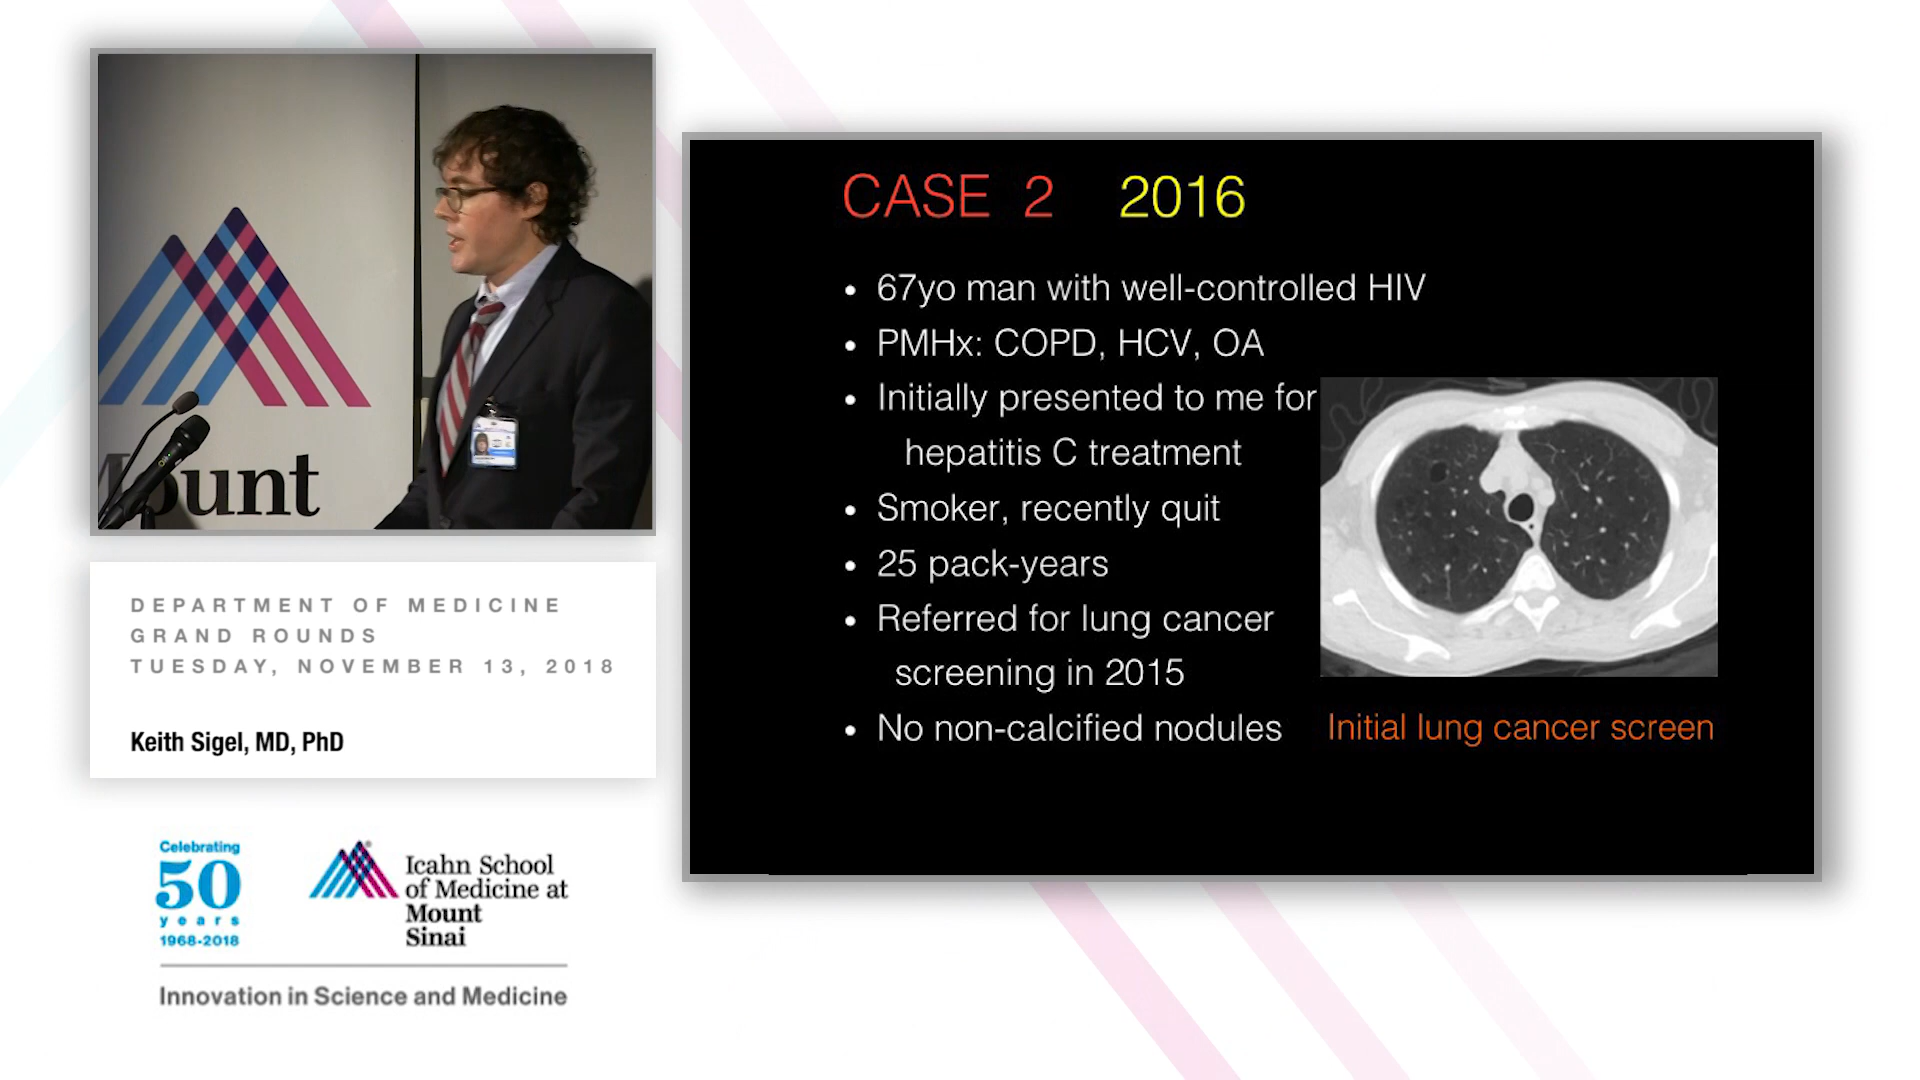 Mount
DEPARTMENT OF MEDICINE
GRAND ROUNDS
TUESDAY, NOVEMBER 13, 2018
Keith Sigel, MD, PhD
Celebrating
50
years
1968-2018
Icahn School
of Medicine at
Mount
Sinai
Innovation in Science and Medicine
CASE 2 2016
• 67yo man with well-controlled HIV
• PMHx: COPD, HCV, OA
• Initially presented to me for
hepatitis C treatment
• Smoker, recently quit
• 25 pack-years
• Referred for lung cancer
screening in 2015
• No non-calcified nodules
Initial lung cancer screen